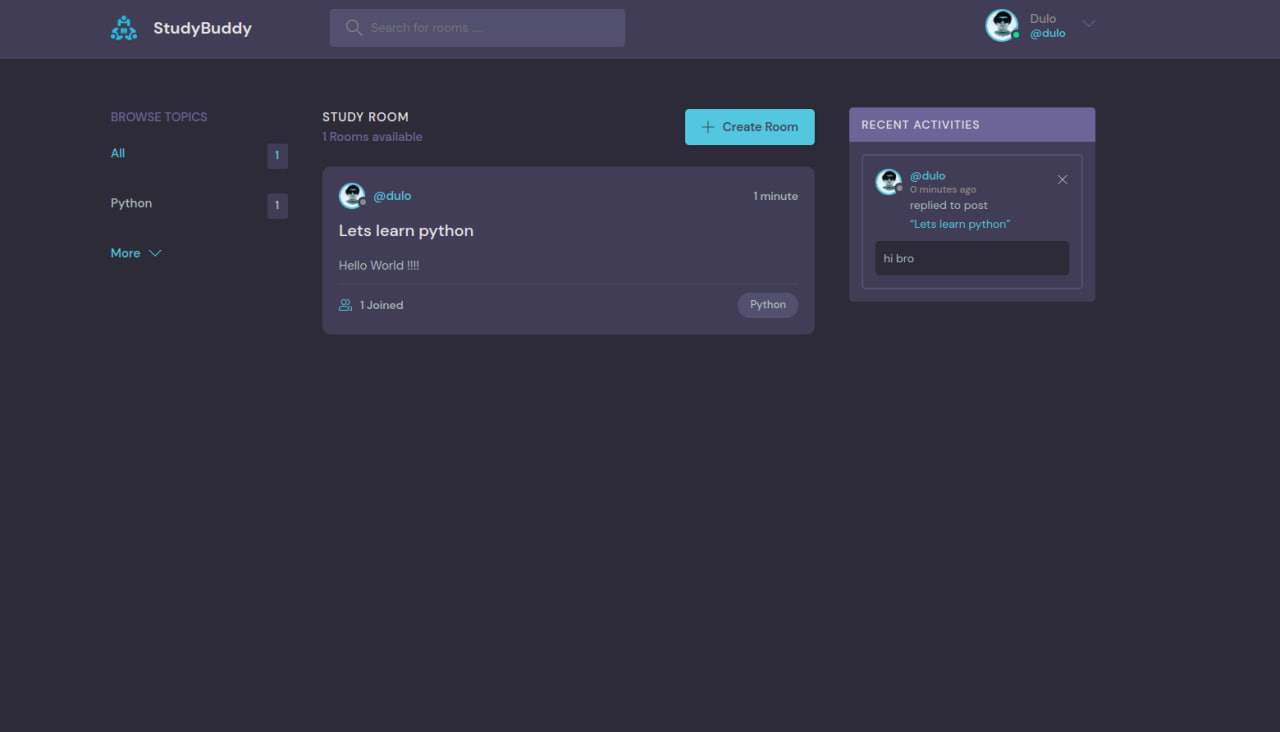 StudyBuddy
Search for rooms ....
Dulo
@dulo
BROWSE TOPICS
All 1
Python 1
More
STUDY ROOM
1 Rooms available
Create Room
@dulo
1 minute
Lets learn python
Hello World !!!!
1 Joined
Python
RECENT ACTIVITIES
@dulo
0 minutes ago
replied to post
"Lets learn python"
hi bro